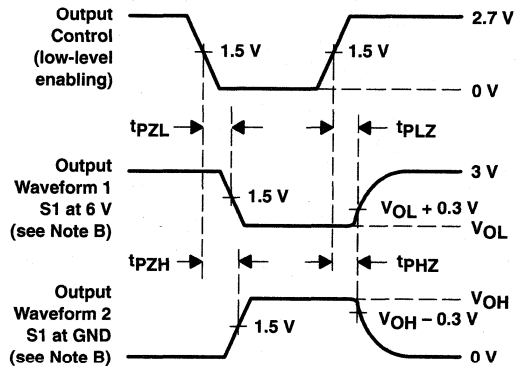 Output
Control
(low-level
enabling)
2.7 V
1.5 V
1.5 V
0 V
tPZL
tPLZ
Output
Waveform 1
S1 at 6 V
(see Note B)
3 V
1.5 V
VOL + 0.3 V
VOL
tPZH
tPHZ
Output
Waveform 2
S1 at GND
(see Note B)
VOH
1.5 V
VOH – 0.3 V
0 V